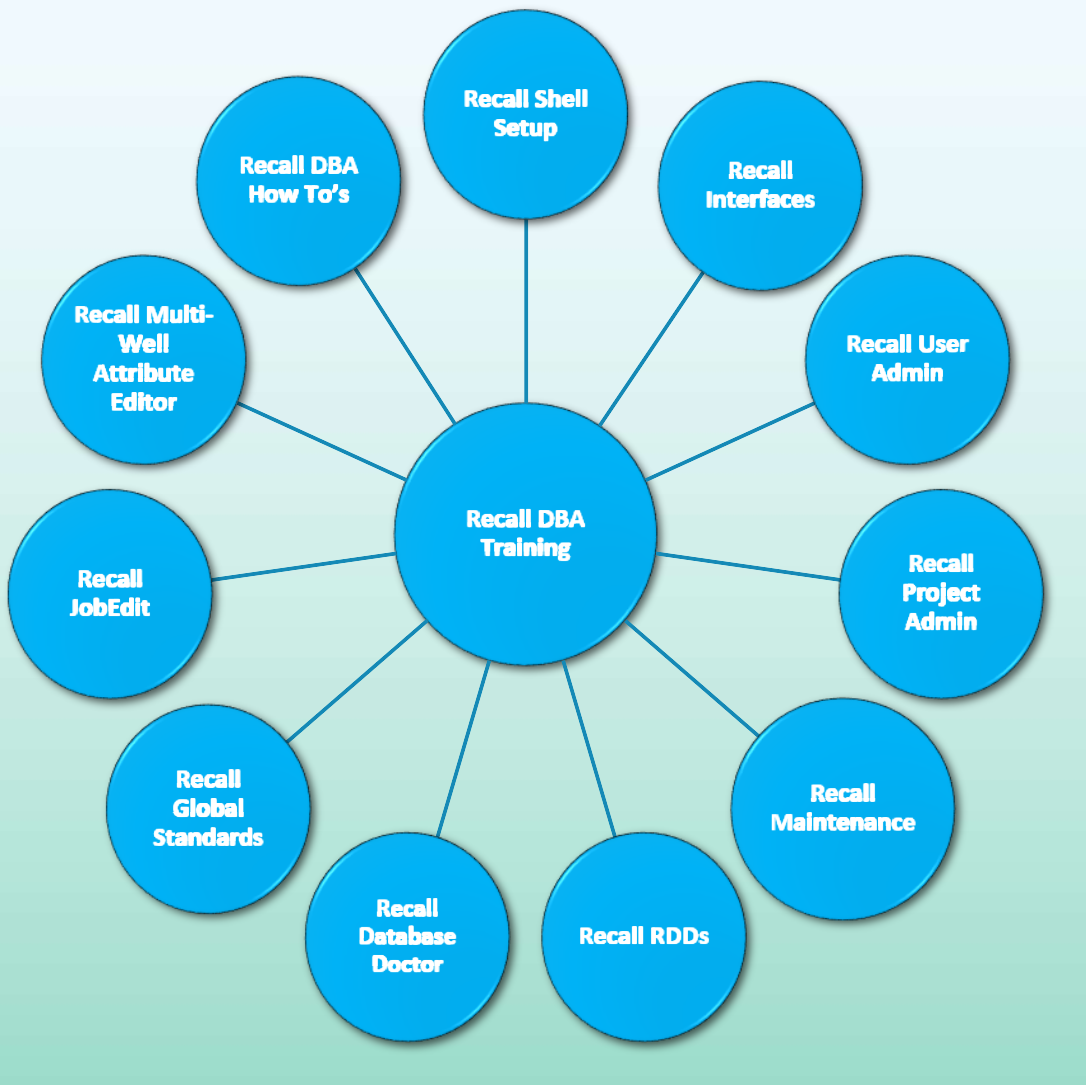 Recall Shell
Setup
Recall
Interfaces
Recall User
Admin
Recall
Project
Admin
Recall
Maintenance
Recall RDDs
Recall
Database
Doctor
Recall
Global
Standards
Recall
JobEdit
Recall Multi-
Well
Attribute
Editor
Recall DBA
How To’s
Recall DBA
Training